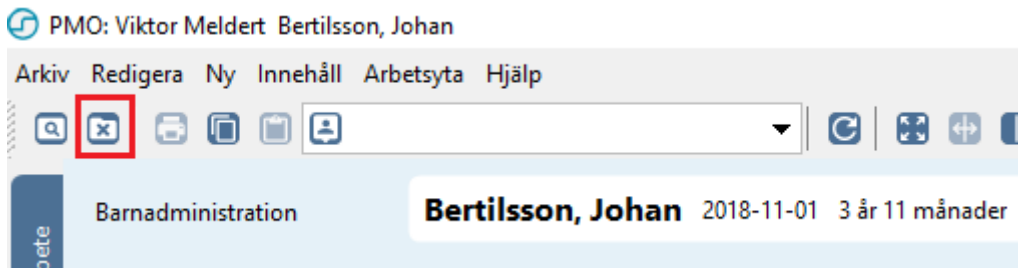 PMO: Viktor Meldert Bertilsson, Johan
Arkiv Redigera Ny Innehåll Arbetsyta Hjälp
Barnadministration Bertilsson, Johan 2018-11-01 3 år 11 månader